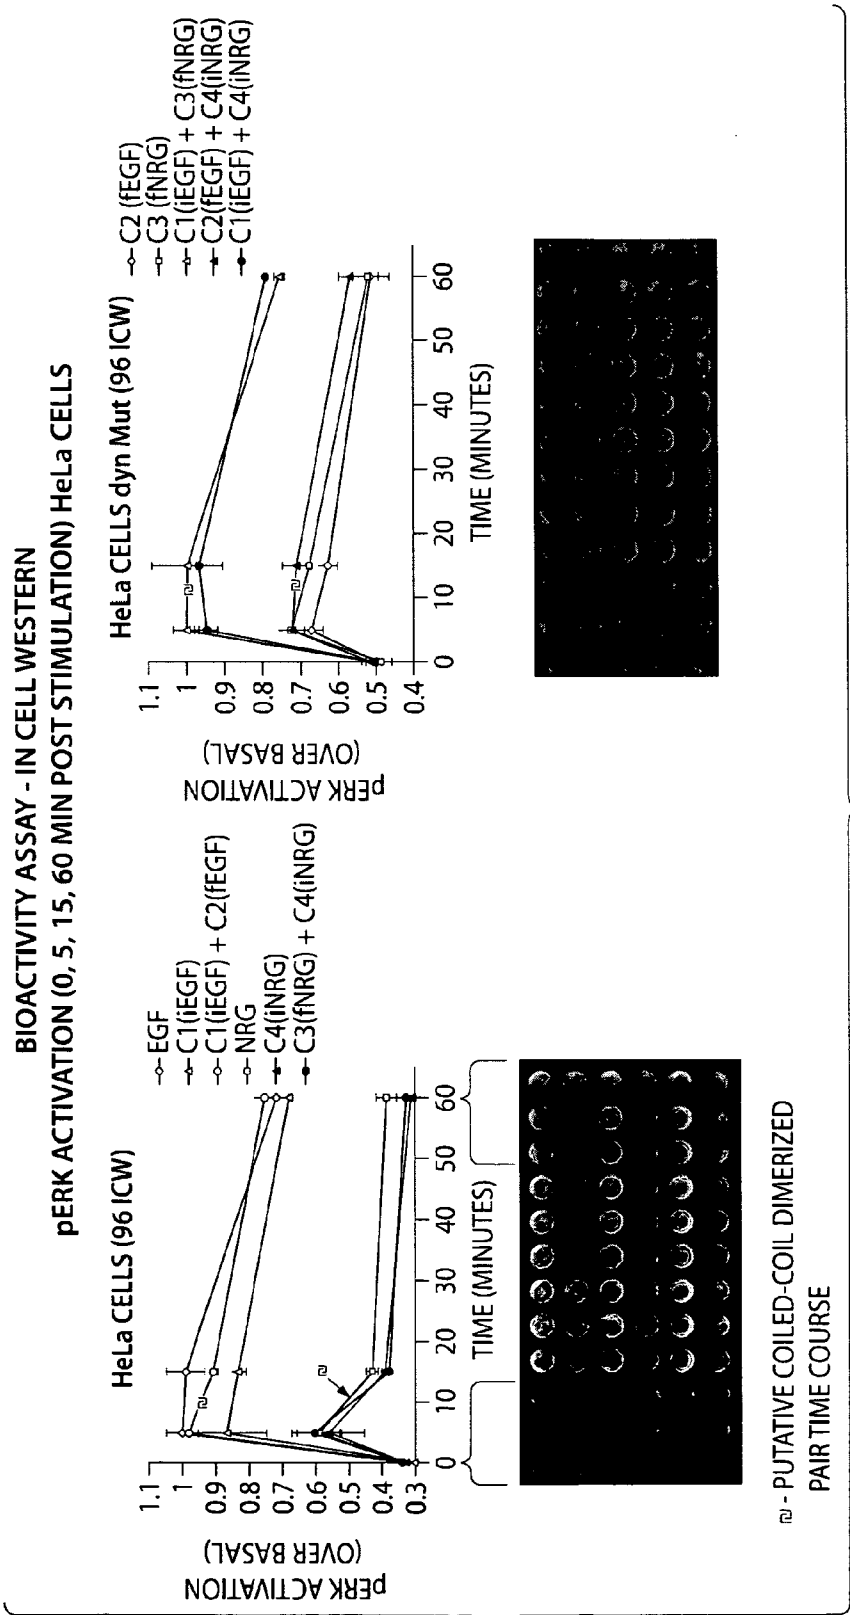 BIOACTIVITY ASSAY - IN CELL WESTERN
pERK ACTIVATION (0, 5, 15, 60 MIN POST STIMULATION) HeLa CELLS
HeLa CELLS (96 ICW)
pERK ACTIVATION
(OVER BASAL)
1.1
1
0.9
0.8
0.7
0.6
0.5
0.4
0.3
0
10
20
30
40
50
60
TIME (MINUTES)
EGF
C1(iEGF)
C1(iEGF) + C2(fEGF)
NRG
C4(iNRG)
C3(fNRG) + C4(iNRG)
HeLa CELLS dyn Mut (96 ICW)
pERK ACTIVATION
(OVER BASAL)
1.1
1
0.9
0.8
0.7
0.6
0.5
0.4
0
10
20
30
40
50
60
TIME (MINUTES)
C2 (fEGF)
C3 (fNRG)
C1(iEGF) + C3(fNRG)
C2(fEGF) + C4(iNRG)
C1(iEGF) + C4(iNRG)
₪ - PUTATIVE COILED-COIL DIMERIZED
PAIR TIME COURSE